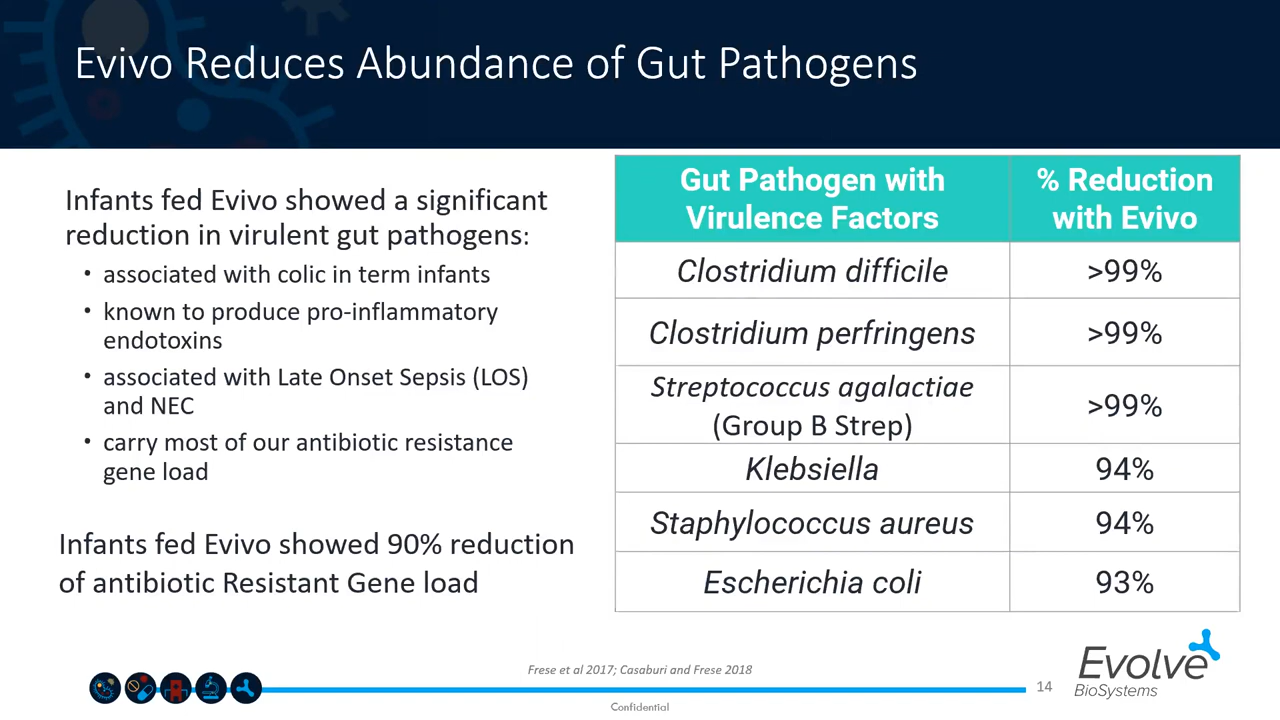 Evivo Reduces Abundance of Gut Pathogens
Infants fed Evivo showed a significant
reduction in virulent gut pathogens:
• associated with colic in term infants
• known to produce pro-inflammatory
endotoxins
• associated with Late Onset Sepsis (LOS)
and NEC
• carry most of our antibiotic resistance
gene load
Infants fed Evivo showed 90% reduction
of antibiotic Resistant Gene load
Gut Pathogen with
Virulence Factors
% Reduction
with Evivo
Clostridium difficile
>99%
Clostridium perfringens
>99%
Streptococcus agalactiae
(Group B Strep)
>99%
Klebsiella
94%
Staphylococcus aureus
94%
Escherichia coli
93%
Frese et al 2017; Casaburi and Frese 2018
Confidential
14
Evolve
BioSystems